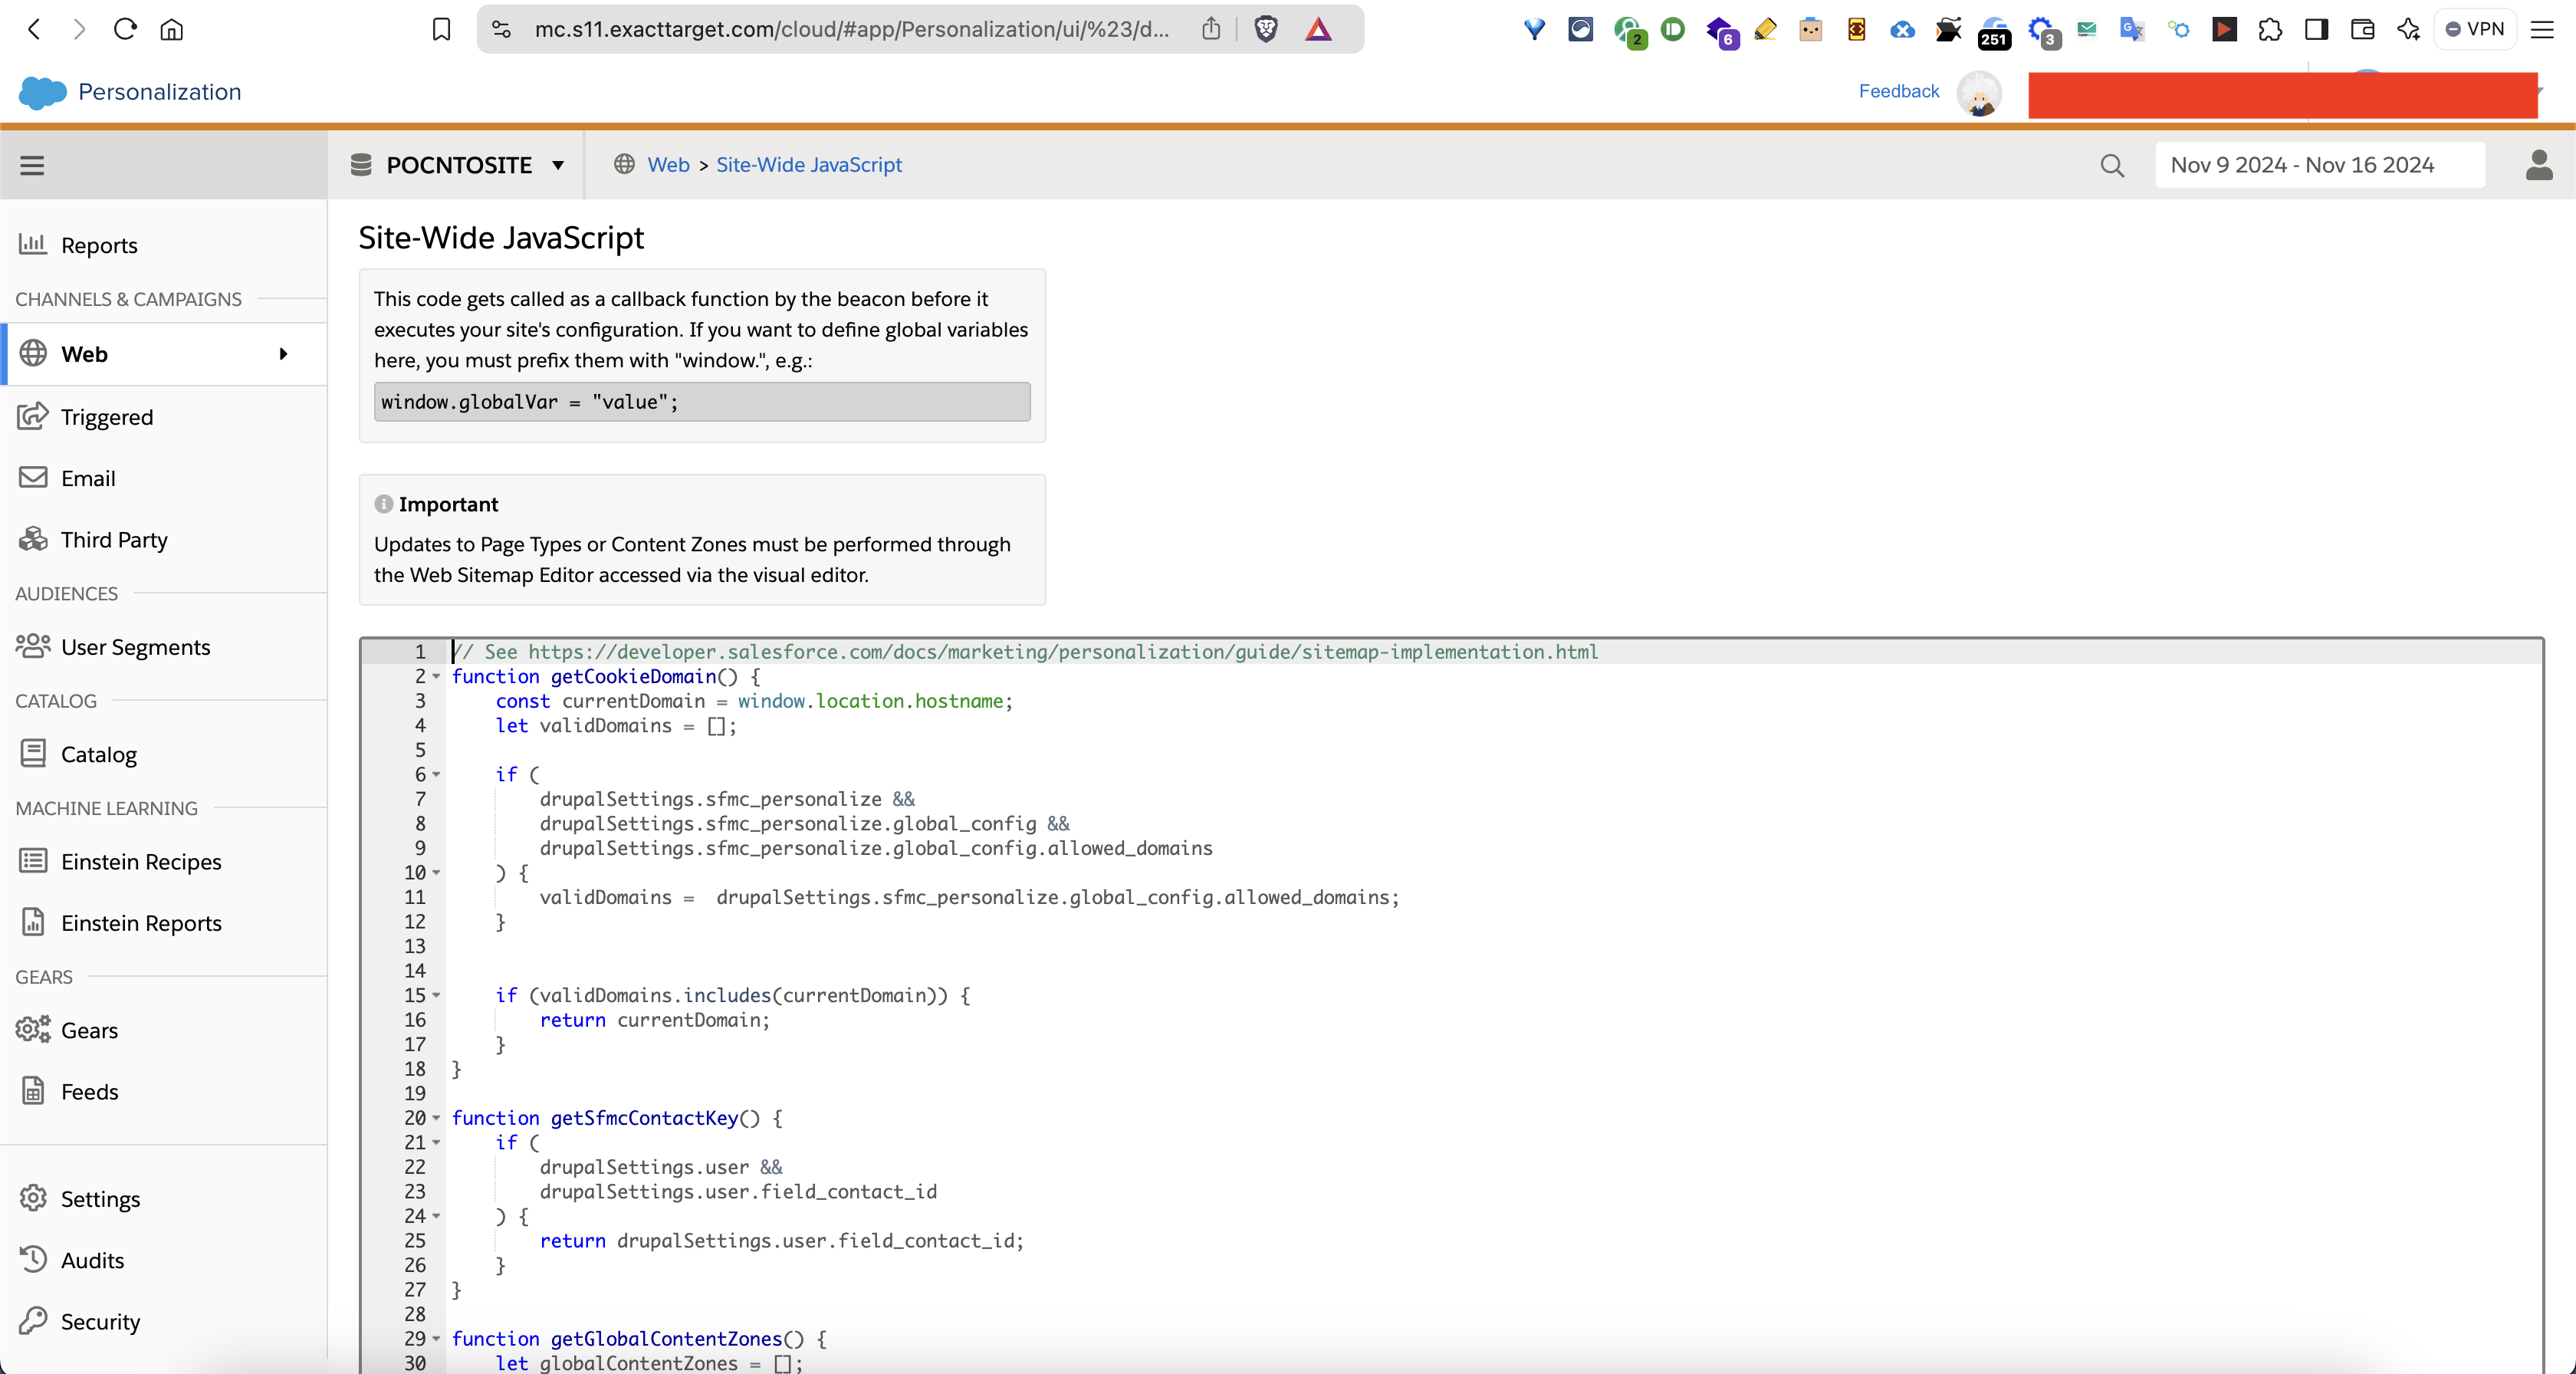 mc.s11.exacttarget.com/cloud/#app/Personalization/ui/%23/d...
2
6
251
3
VPN
Personalization
Feedback
POCNTOSITE
Web > Site-Wide JavaScript
Nov 9 2024 - Nov 16 2024
Reports
CHANNELS & CAMPAIGNS
Web
Triggered
Email
Third Party
AUDIENCES
User Segments
CATALOG
Catalog
MACHINE LEARNING
Einstein Recipes
Einstein Reports
GEARS
Gears
Feeds
Settings
Audits
Security
Site-Wide JavaScript
This code gets called as a callback function by the beacon before it
executes your site's configuration. If you want to define global variables
here, you must prefix them with "window.", e.g.:
window.globalVar = "value";
Important
Updates to Page Types or Content Zones must be performed through
the Web Sitemap Editor accessed via the visual editor.
1 // See https://developer.salesforce.com/docs/marketing/personalization/guide/sitemap-implementation.html
2 function getCookieDomain() {
3     const currentDomain = window.location.hostname;
4     let validDomains = [];
5
6     if (
7         drupalSettings.sfmc_personalize &&
8         drupalSettings.sfmc_personalize.global_config &&
9         drupalSettings.sfmc_personalize.global_config.allowed_domains
10     ) {
11         validDomains =  drupalSettings.sfmc_personalize.global_config.allowed_domains;
12     }
13
14
15     if (validDomains.includes(currentDomain)) {
16         return currentDomain;
17     }
18 }
19
20 function getSfmcContactKey() {
21     if (
22         drupalSettings.user &&
23         drupalSettings.user.field_contact_id
24     ) {
25         return drupalSettings.user.field_contact_id;
26     }
27 }
28
29 function getGlobalContentZones() {
30     let globalContentZones = [];